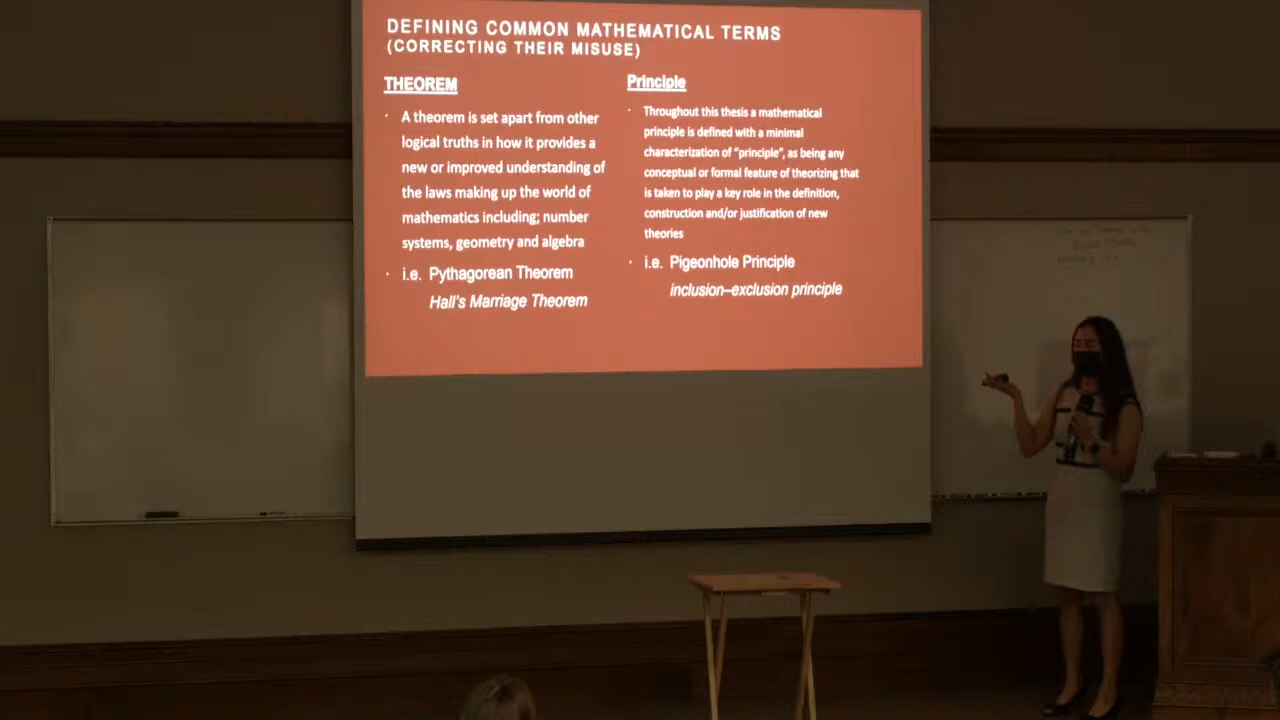 DEFINING COMMON MATHEMATICAL TERMS
(CORRECTING THEIR MISUSE)
THEOREM
· A theorem is set apart from other
logical truths in how it provides a
new or improved understanding of
the laws making up the world of
mathematics including; number
systems, geometry and algebra
· i.e. Pythagorean Theorem
Hall's Marriage Theorem
Principle
· Throughout this thesis a mathematical
principle is defined with a minimal
characterization of “principle”, as being any
conceptual or formal feature of theorizing that
is taken to play a key role in the definition,
construction and/or justification of new
theories
· i.e. Pigeonhole Principle
inclusion–exclusion principle